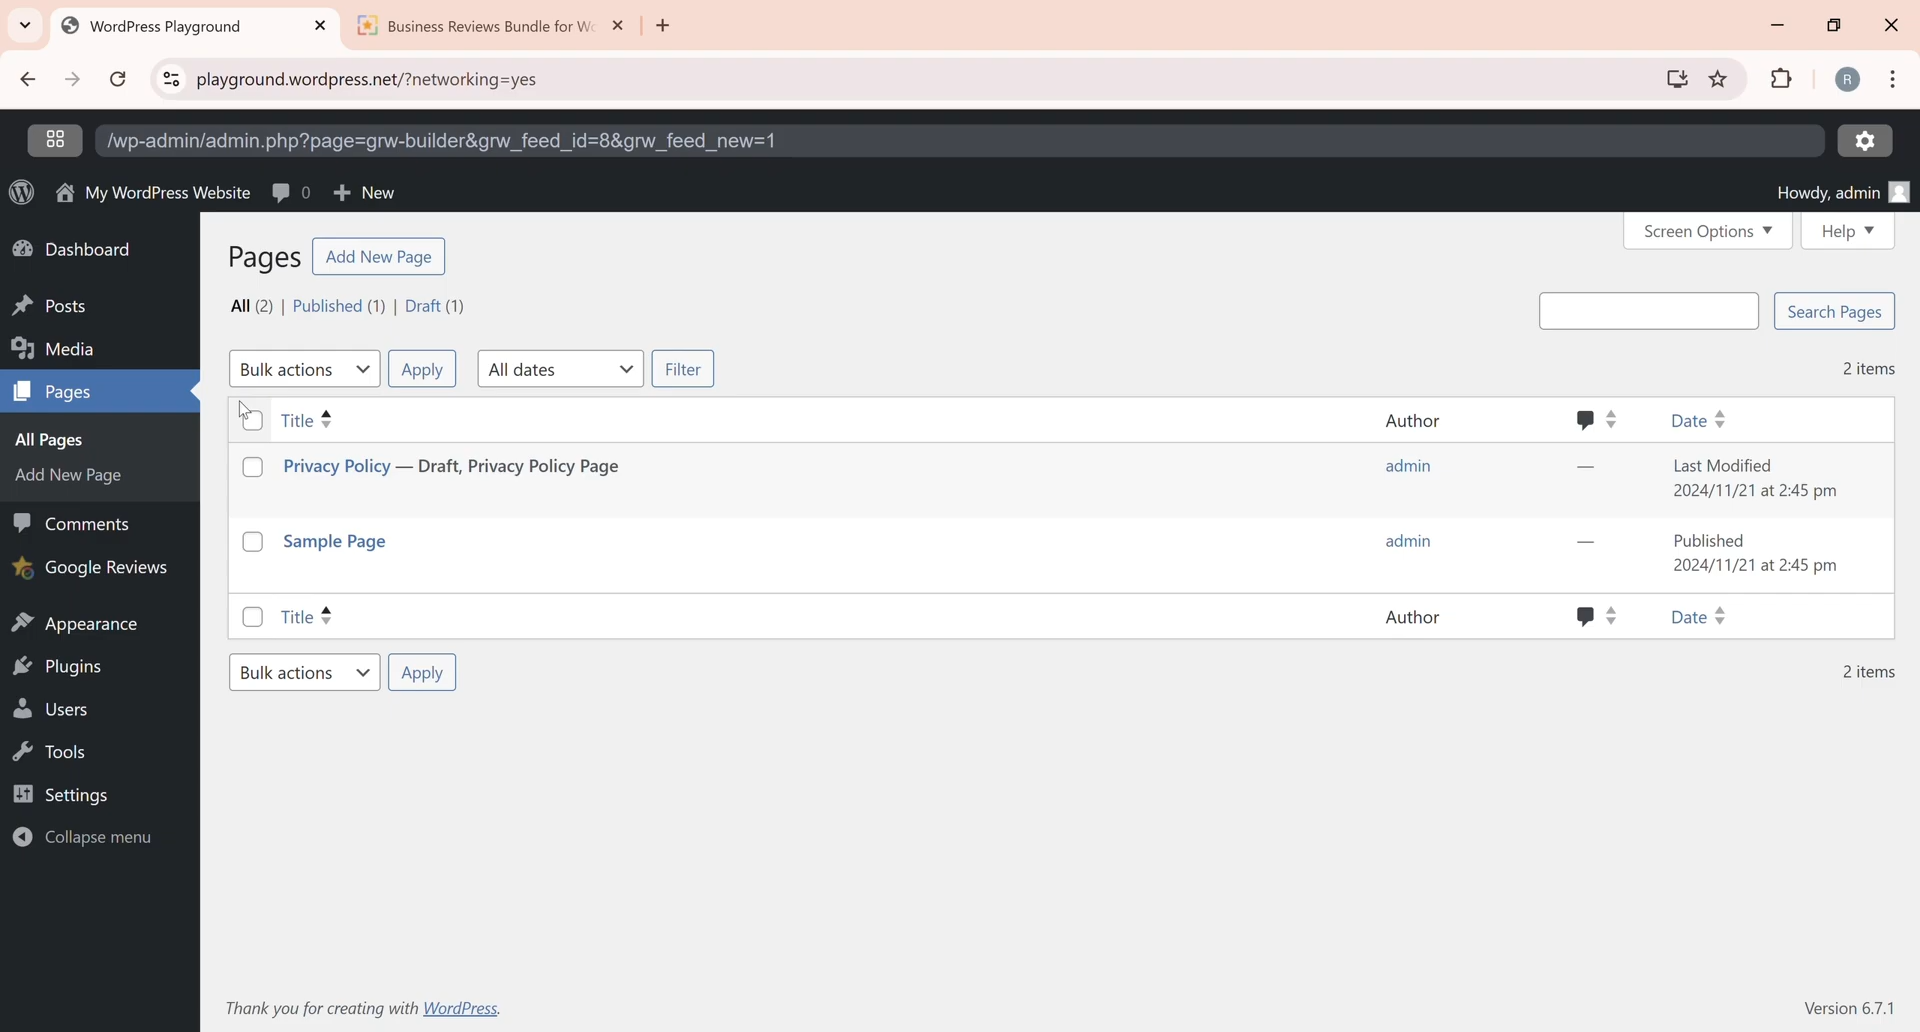 WordPress Playground
Business Reviews Bundle for Wo
playground.wordpress.net/?networking=yes
R
/wp-admin/admin.php?page=grw-builder&grw_feed_id=8&grw_feed_new=1
My WordPress Website 0 New
Howdy, admin
Dashboard
Posts
Media
Pages
All Pages
Add New Page
Comments
Google Reviews
Appearance
Plugins
Users
Tools
Settings
Collapse menu
Screen Options Help
Pages Add New Page
All (2) | Published (1) | Draft (1)
Search Pages
Bulk actions Apply All dates Filter
2 items
Title Author Date
Privacy Policy — Draft, Privacy Policy Page admin — Last Modified
2024/11/21 at 2:45 pm
Sample Page admin — Published
2024/11/21 at 2:45 pm
Title Author Date
Bulk actions Apply
2 items
Thank you for creating with WordPress.
Version 6.7.1